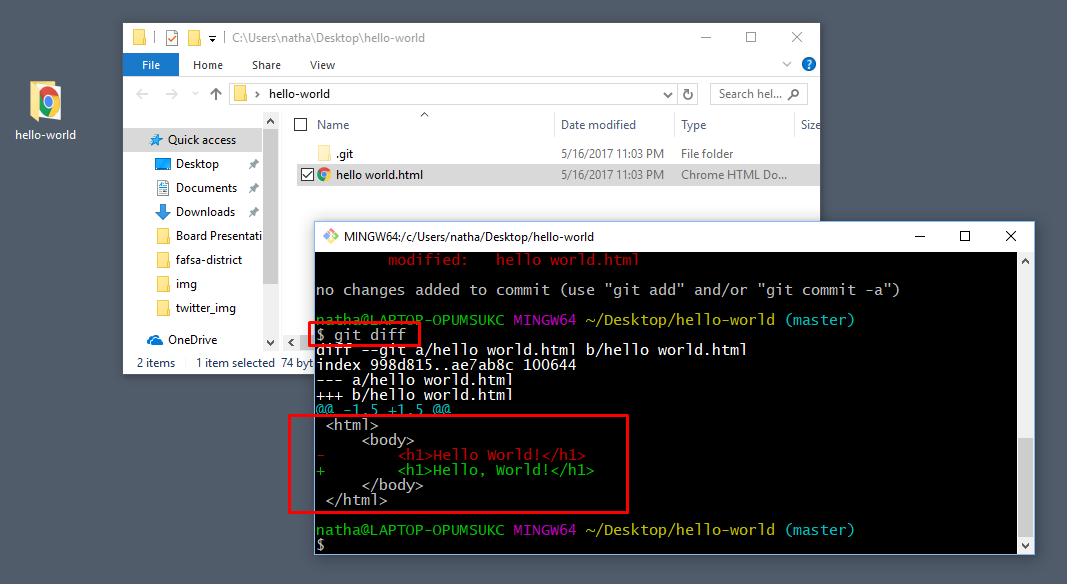 C:\Users\natha\Desktop\hello-world
File Home Share View
hello-world
Search hel...
hello-world
Name Date modified Type Size
Quick access
Desktop
Documents
Downloads
Board Presentati
fafsa-district
img
twitter_img
OneDrive
.git 5/16/2017 11:03 PM File folder
hello world.html 5/16/2017 11:03 PM Chrome HTML Do...
2 items 1 item selected 74 byt
MINGW64:/c/Users/natha/Desktop/hello-world
modified: hello world.html
no changes added to commit (use "git add" and/or "git commit -a")
natha@LAPTOP-OPUMSUKC MINGW64 ~/Desktop/hello-world (master)
$ git diff
diff --git a/hello world.html b/hello world.html
index 998d815..ae7ab8c 100644
--- a/hello world.html
+++ b/hello world.html
@@ -1,5 +1,5 @@
<html>
<body>
- <h1>Hello World!</h1>
+ <h1>Hello, World!</h1>
</body>
</html>
natha@LAPTOP-OPUMSUKC MINGW64 ~/Desktop/hello-world (master)
$